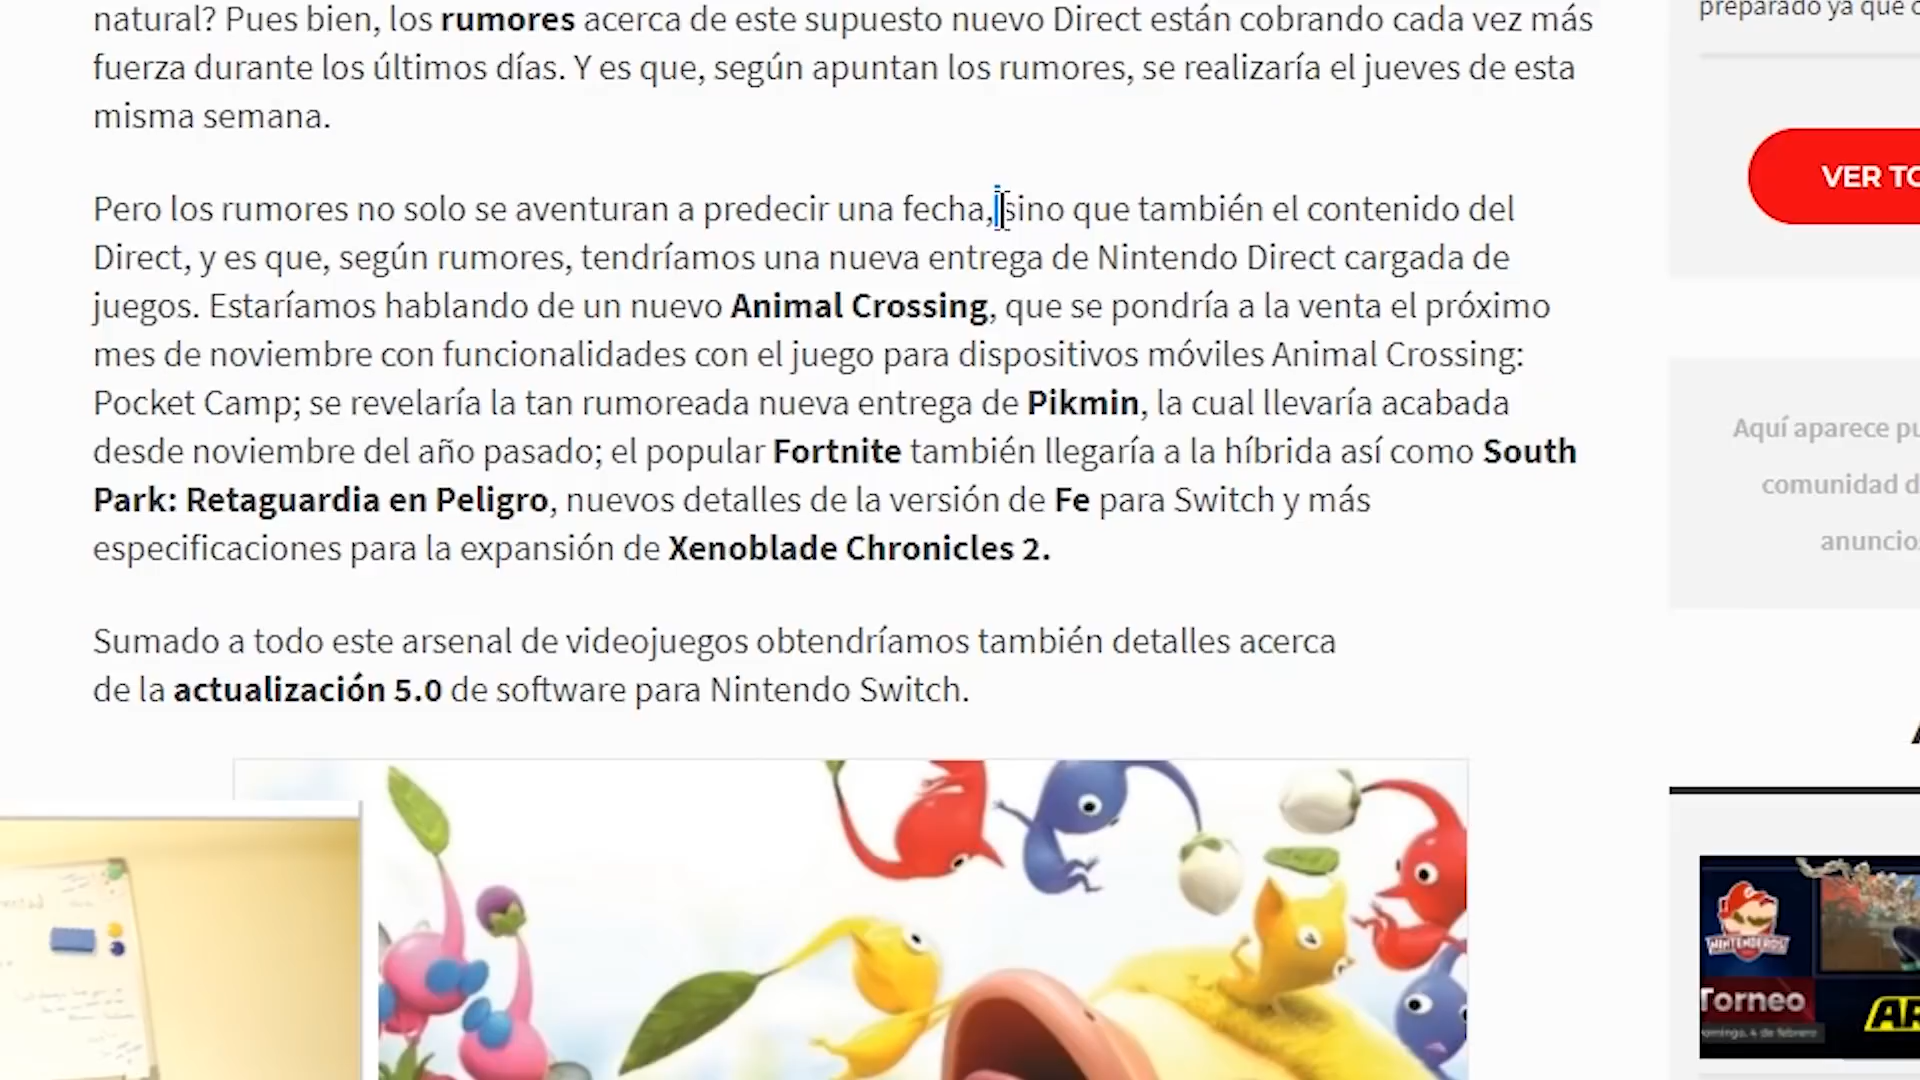 natural? Pues bien, los rumores acerca de este supuesto nuevo Direct están cobrando cada vez más
fuerza durante los últimos días. Y es que, según apuntan los rumores, se realizaría el jueves de esta
misma semana.
Pero los rumores no solo se aventuran a predecir una fecha, sino que también el contenido del
Direct, y es que, según rumores, tendríamos una nueva entrega de Nintendo Direct cargada de
juegos. Estaríamos hablando de un nuevo Animal Crossing, que se pondría a la venta el próximo
mes de noviembre con funcionalidades con el juego para dispositivos móviles Animal Crossing:
Pocket Camp; se revelaría la tan rumoreada nueva entrega de Pikmin, la cual llevaría acabada
desde noviembre del año pasado; el popular Fortnite también llegaría a la híbrida así como South
Park: Retaguardia en Peligro, nuevos detalles de la versión de Fe para Switch y más
especificaciones para la expansión de Xenoblade Chronicles 2.
Sumado a todo este arsenal de videojuegos obtendríamos también detalles acerca
de la actualización 5.0 de software para Nintendo Switch.
preparado ya que
VER TO
Aquí aparece pu
comunidad d
anuncio
NINTENDEROS
Torneo
omingo, 4 de febrero
AR